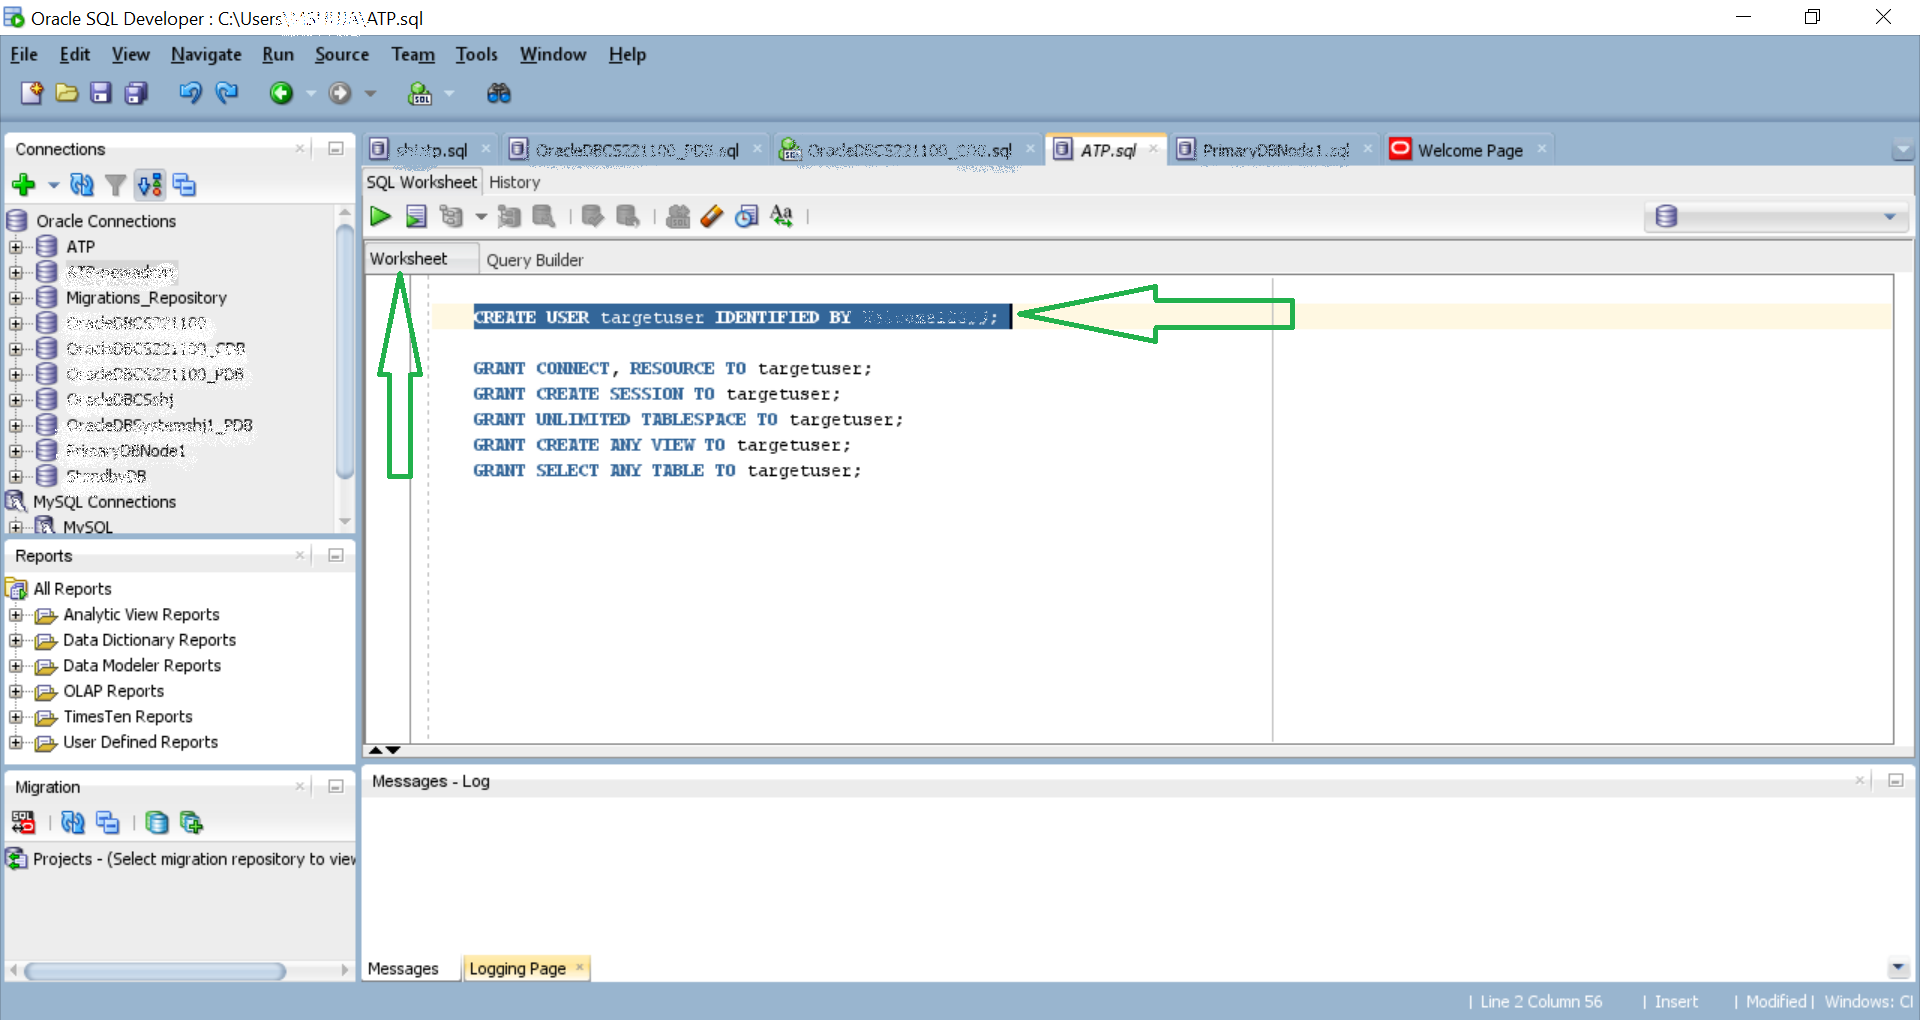 Oracle SQL Developer : C:\Users\ \ATP.sql
File Edit View Navigate Run Source Team Tools Window Help
Connections
Oracle Connections
ATP
Migrations_Repository
OracleDBCS221100
OracleDBCS221100_CDB
OracleDBCS221100_PDB
OracleDBCSshj
OracleDBSystemshj1_PDB
PrimaryDBNode1
StandbyDB
MySQL Connections
MySQL
Reports
All Reports
Analytic View Reports
Data Dictionary Reports
Data Modeler Reports
OLAP Reports
TimesTen Reports
User Defined Reports
Migration
Projects - (Select migration repository to view
OracleDBCS221100_PDB.sql OracleDBCS221100_CDB.sql ATP.sql PrimaryDBNode1.sql Welcome Page
SQL Worksheet History
Aa
Worksheet Query Builder
CREATE USER targetuser IDENTIFIED BY ;
GRANT CONNECT, RESOURCE TO targetuser;
GRANT CREATE SESSION TO targetuser;
GRANT UNLIMITED TABLESPACE TO targetuser;
GRANT CREATE ANY VIEW TO targetuser;
GRANT SELECT ANY TABLE TO targetuser;
Messages - Log
Messages Logging Page
| Line 2 Column 56 | Insert | Modified | Windows: CI